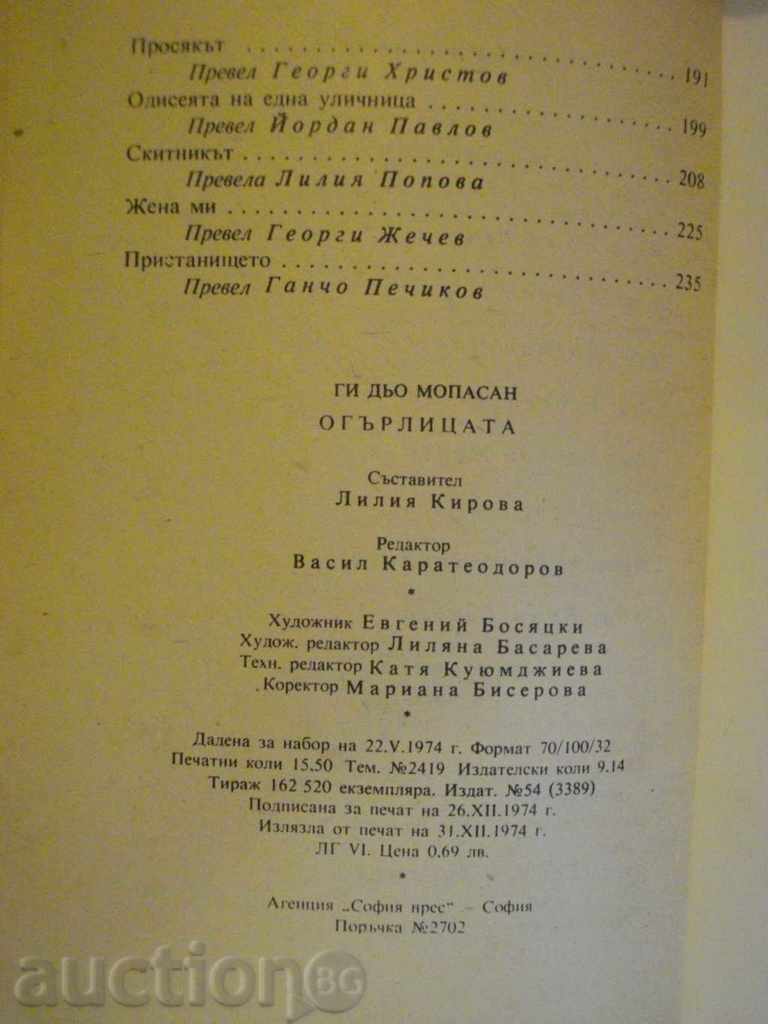 Просякът . . . . . . . . . . . . . . . . . . . . . . 191
Превел Георги Христов
Одисеята на една уличница . . . . . . . . . . . . 199
Превел Йордан Павлов
Скитникът . . . . . . . . . . . . . . . . . . . . . . 208
Превела Лилия Попова
Жена ми . . . . . . . . . . . . . . . . . . . . . . . 225
Превел Георги Жечев
Пристанището . . . . . . . . . . . . . . . . . . . . 235
Превел Ганчо Печиков
ГИ ДЬО МОПАСАН
ОГЪРЛИЦАТА
Съставител
Лилия Кирова
Редактор
Васил Каратеодоров
*
Художник Евгений Босяцки
Худож. редактор Лиляна Басарева
Техн. редактор Катя Куюмджиева
Коректор Мариана Бисерова
*
Дадена за набор на 22.V.1974 г. Формат 70/100/32
Печатни коли 15,50 Тем. №2419 Издателски коли 9.14
Тираж 162 520 екземпляра. Издат. №54 (3389)
Подписана за печат на 26.XII.1974 г.
Излязла от печат на 31.XII.1974 г.
ЛГ VI. Цена 0,69 лв.
*
Агенция „София прес" — София
Поръчка №2702
auction BG